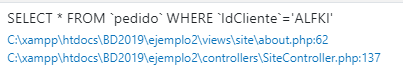 SELECT * FROM `pedido` WHERE `IdCliente`='ALFKI'
C:\xampp\htdocs\BD2019\ejemplo2\views\site\about.php:62
C:\xampp\htdocs\BD2019\ejemplo2\controllers\SiteController.php:137